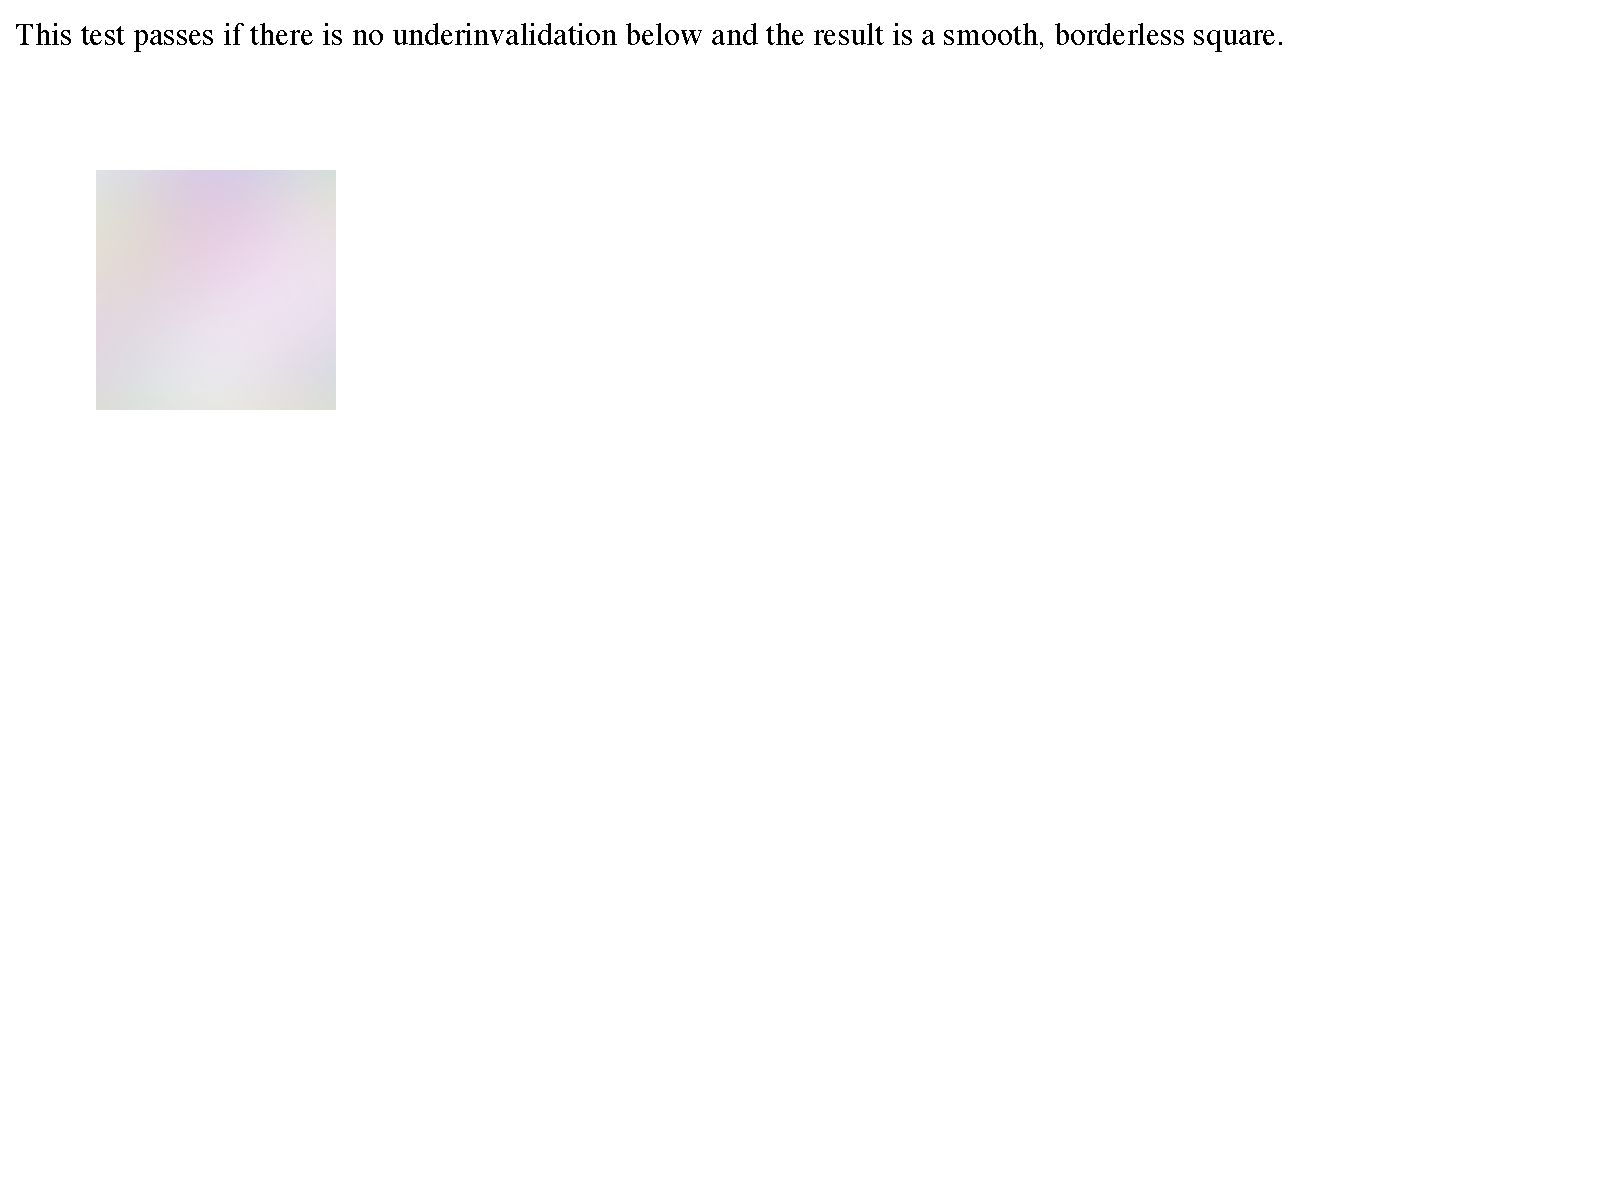 This test passes if there is no underinvalidation below and the result is a smooth, borderless square.